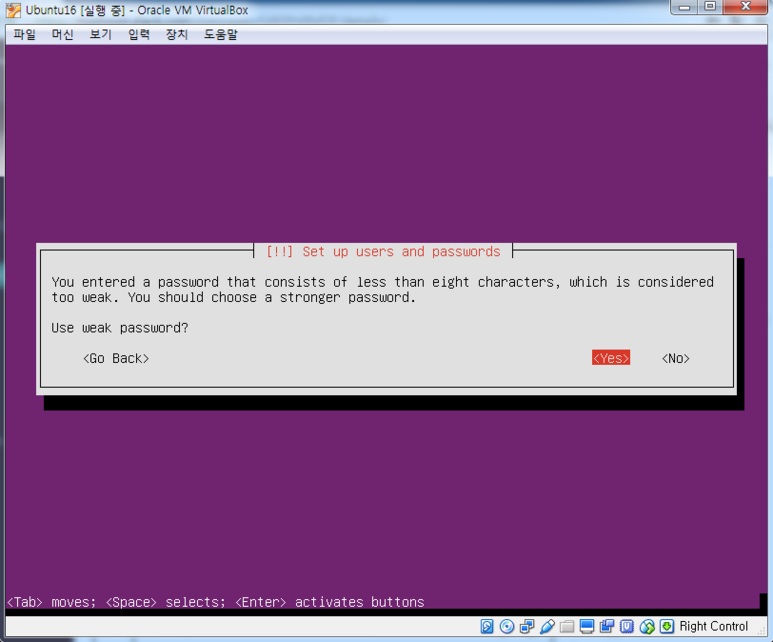 Ubuntu16 [실행 중] - Oracle VM VirtualBox
파일 머신 보기 입력 장치 도움말
[!!] Set up users and passwords
You entered a password that consists of less than eight characters, which is considered
too weak. You should choose a stronger password.
Use weak password?
<Go Back> <Yes> <No>
<Tab> moves; <Space> selects; <Enter> activates buttons
Right Control